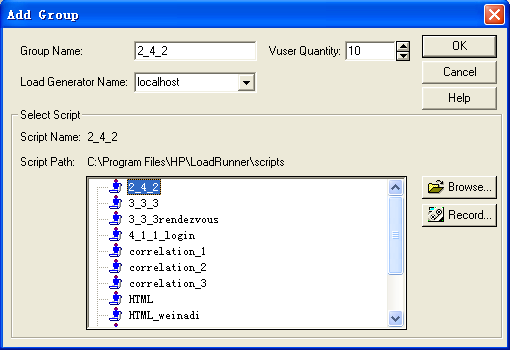 Add Group
Group Name: 2_4_2 Vuser Quantity: 10 OK
Load Generator Name: localhost Cancel
Help
Select Script
Script Name: 2_4_2
Script Path: C:\Program Files\HP\LoadRunner\scripts
2_4_2 Browse...
3_3_3
3_3_3rendezvous Record...
4_1_1_login
correlation_1
correlation_2
correlation_3
HTML
HTML_weinadi